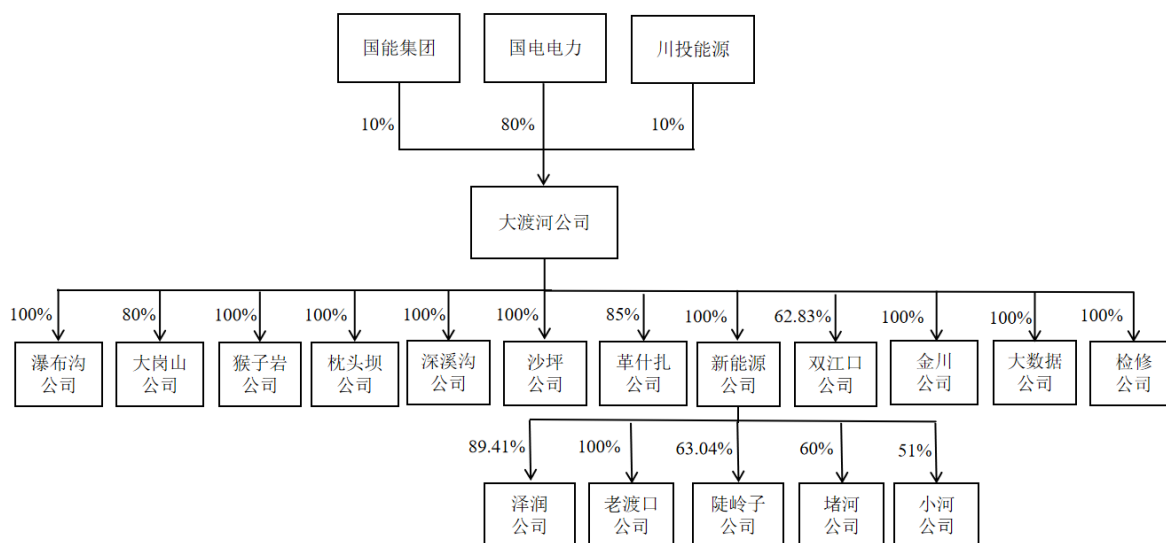 国能集团
国电电力
川投能源
10%
80%
10%
大渡河公司
100%
80%
100%
100%
100%
100%
85%
100%
62.83%
100%
100%
100%
瀑布沟
公司
大岗山
公司
猴子岩
公司
枕头坝
公司
深溪沟
公司
沙坪
公司
革什扎
公司
新能源
公司
双江口
公司
金川
公司
大数据
公司
检修
公司
89.41%
100%
63.04%
60%
51%
泽润
公司
老渡口
公司
陡岭子
公司
堵河
公司
小河
公司